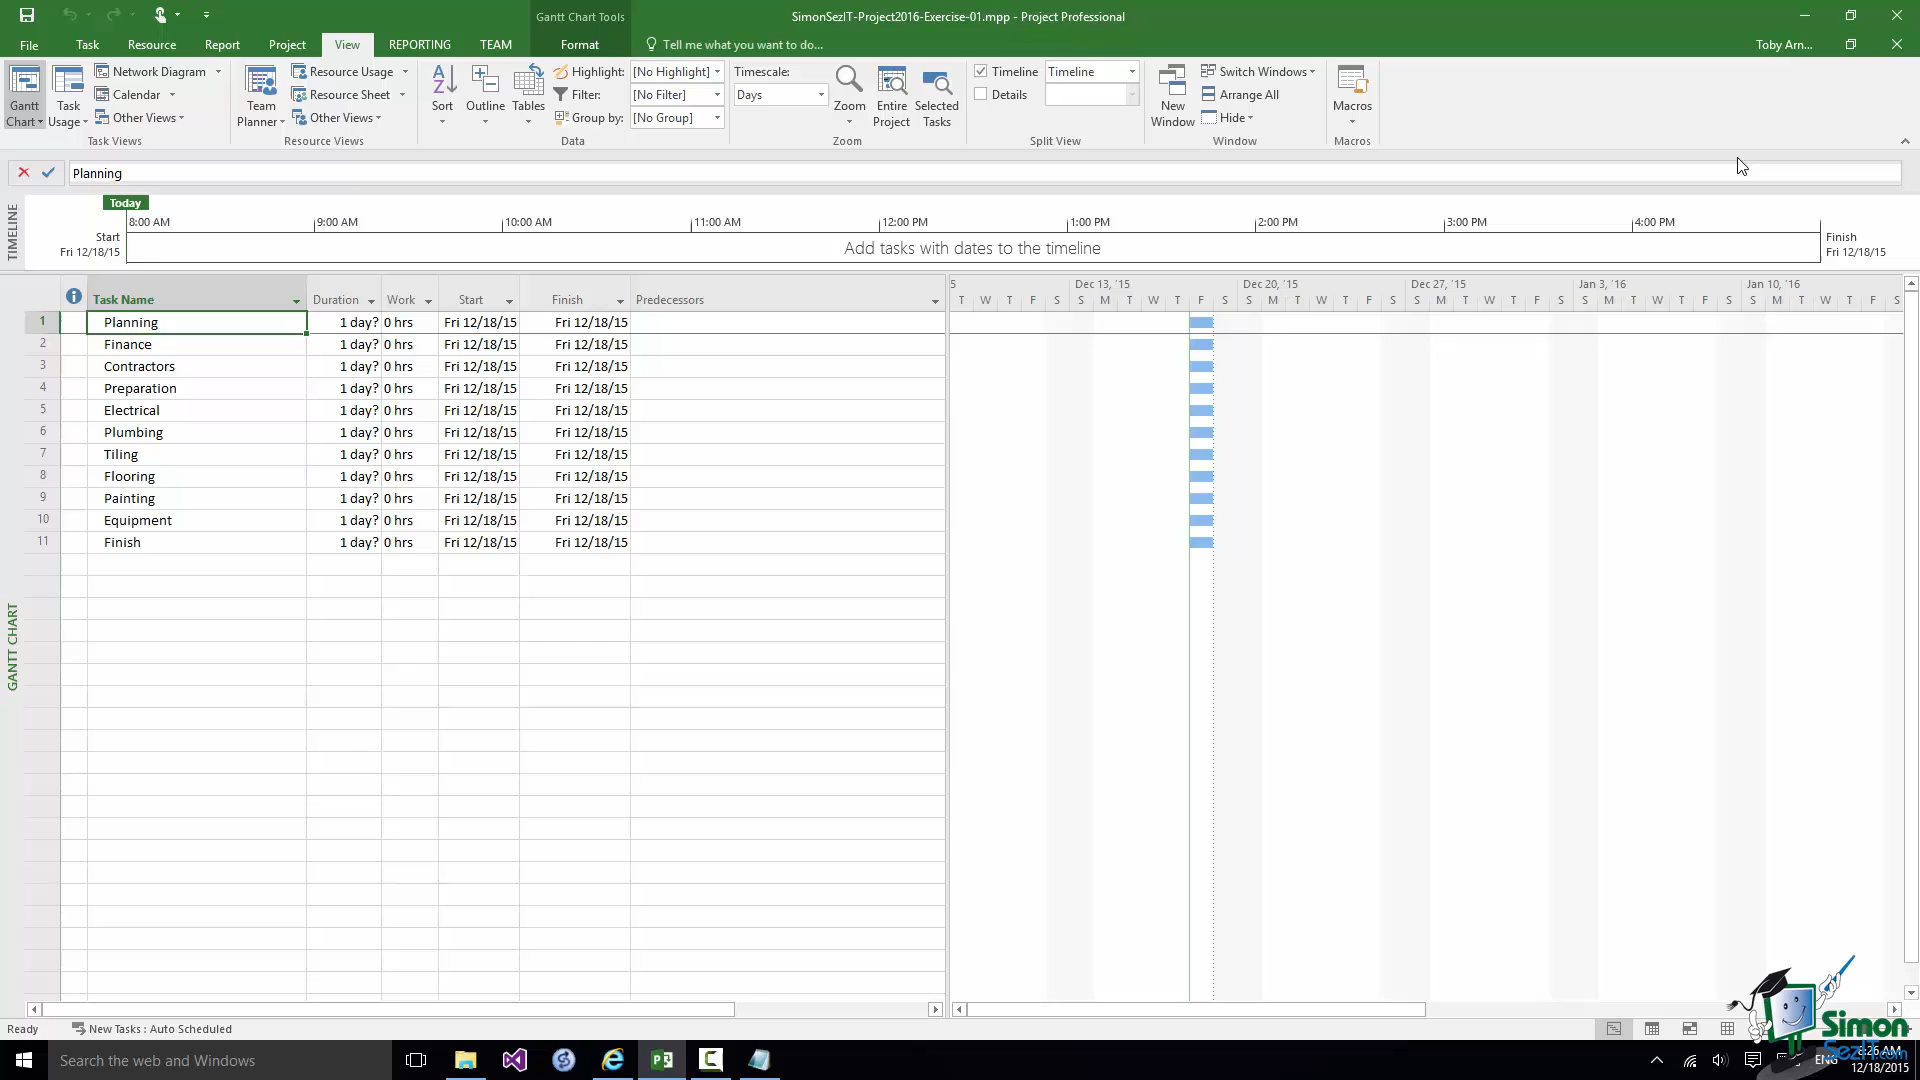 Gantt Chart Tools
SimonSezIT-Project2016-Exercise-01.mpp - Project Professional
File Task Resource Report Project View REPORTING TEAM Format Tell me what you want to do... Toby Arn...
Gantt Chart
Task Usage
Network Diagram
Calendar
Other Views
Task Views
Team Planner
Resource Usage
Resource Sheet
Other Views
Resource Views
A Z Sort
Outline
Tables
Highlight: [No Highlight]
Filter: [No Filter]
Group by: [No Group]
Data
Timescale:
Days
Zoom
Entire Project
Selected Tasks
Zoom
Timeline Timeline
Details
Split View
New Window
Switch Windows
Arrange All
Hide
Window
Macros
Macros
Planning
TIMELINE
Today
8:00 AM 9:00 AM 10:00 AM 11:00 AM 12:00 PM 1:00 PM 2:00 PM 3:00 PM 4:00 PM
Start
Fri 12/18/15
Add tasks with dates to the timeline
Finish
Fri 12/18/15
GANTT CHART
Task Name Duration Work Start Finish Predecessors
5 Dec 13, '15 Dec 20, '15 Dec 27, '15 Jan 3, '16 Jan 10, '16
T W T F S S M T W T F S S M T W T F S S M T W T F S S M T W T F S S M T W T F S
1 Planning 1 day? 0 hrs Fri 12/18/15 Fri 12/18/15
2 Finance 1 day? 0 hrs Fri 12/18/15 Fri 12/18/15
3 Contractors 1 day? 0 hrs Fri 12/18/15 Fri 12/18/15
4 Preparation 1 day? 0 hrs Fri 12/18/15 Fri 12/18/15
5 Electrical 1 day? 0 hrs Fri 12/18/15 Fri 12/18/15
6 Plumbing 1 day? 0 hrs Fri 12/18/15 Fri 12/18/15
7 Tiling 1 day? 0 hrs Fri 12/18/15 Fri 12/18/15
8 Flooring 1 day? 0 hrs Fri 12/18/15 Fri 12/18/15
9 Painting 1 day? 0 hrs Fri 12/18/15 Fri 12/18/15
10 Equipment 1 day? 0 hrs Fri 12/18/15 Fri 12/18/15
11 Finish 1 day? 0 hrs Fri 12/18/15 Fri 12/18/15
Ready New Tasks : Auto Scheduled
Simon
SezIT.com
Search the web and Windows
ENG
8:26 AM
12/18/2015